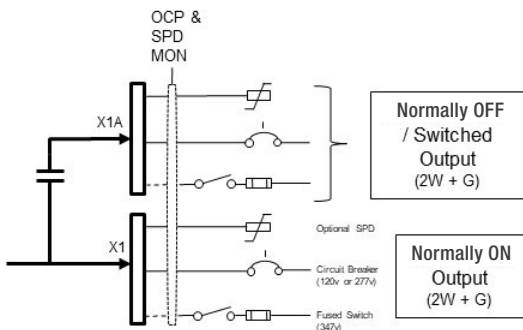 OCP &
SPD
MON
X1A
Normally OFF
/ Switched
Output
(2W + G)
X1
Optional SPD
Circuit Breaker
(120v or 277v)
Fused Switch
(347v)
Normally ON
Output
(2W + G)